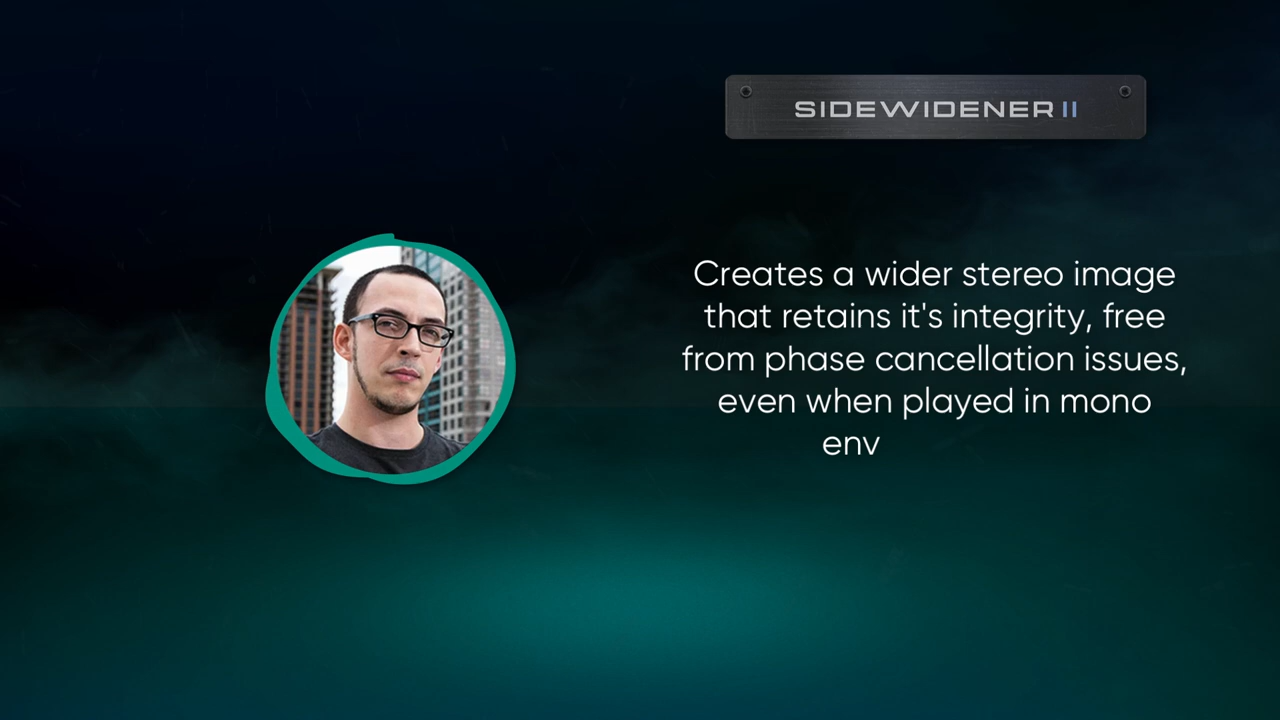 SIDEWIDENER II
Creates a wider stereo image
that retains it's integrity, free
from phase cancellation issues,
even when played in mono
env